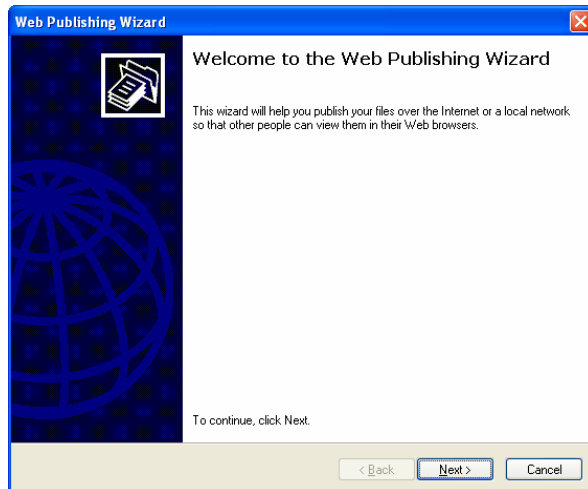 Web Publishing Wizard
Welcome to the Web Publishing Wizard
This wizard will help you publish your files over the Internet or a local network
so that other people can view them in their Web browsers.
To continue, click Next.
< Back Next > Cancel